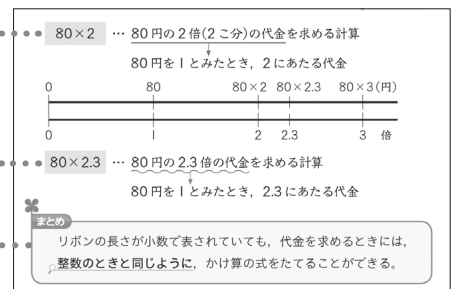 80×2 … 80円の2倍(2こ分)の代金を求める計算
80円を1とみたとき，2にあたる代金
0 80 80×2 80×2.3 80×3(円)
0 1 2 2.3 3 倍
80×2.3 … 80円の2.3倍の代金を求める計算
80円を1とみたとき，2.3にあたる代金
まとめ
リボンの長さが小数で表されていても，代金を求めるときには，
整数のときと同じように，かけ算の式をたてることができる。